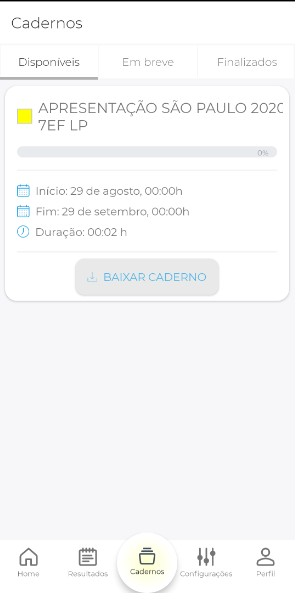 Cadernos
Disponíveis
Em breve
Finalizados
APRESENTAÇÃO SÃO PAULO 2020
7EF LP
0%
Início: 29 de agosto, 00:00h
Fim: 29 de setembro, 00:00h
Duração: 00:02 h
BAIXAR CADERNO
Home
Resultados
Cadernos
Configurações
Perfil